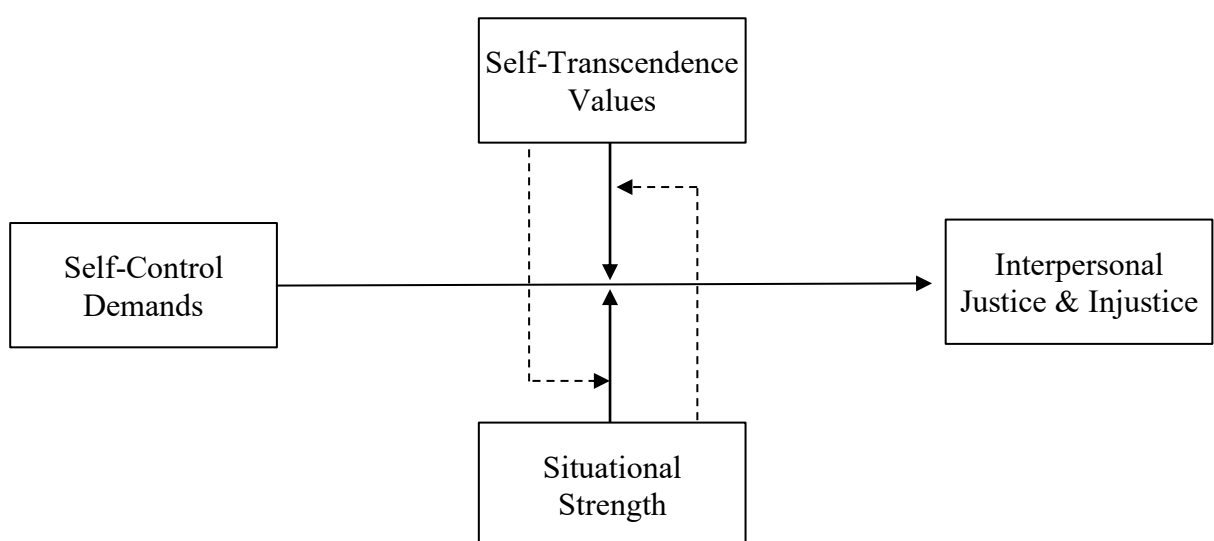 Self-Transcendence
Values
Self-Control
Demands
Interpersonal
Justice & Injustice
Situational
Strength